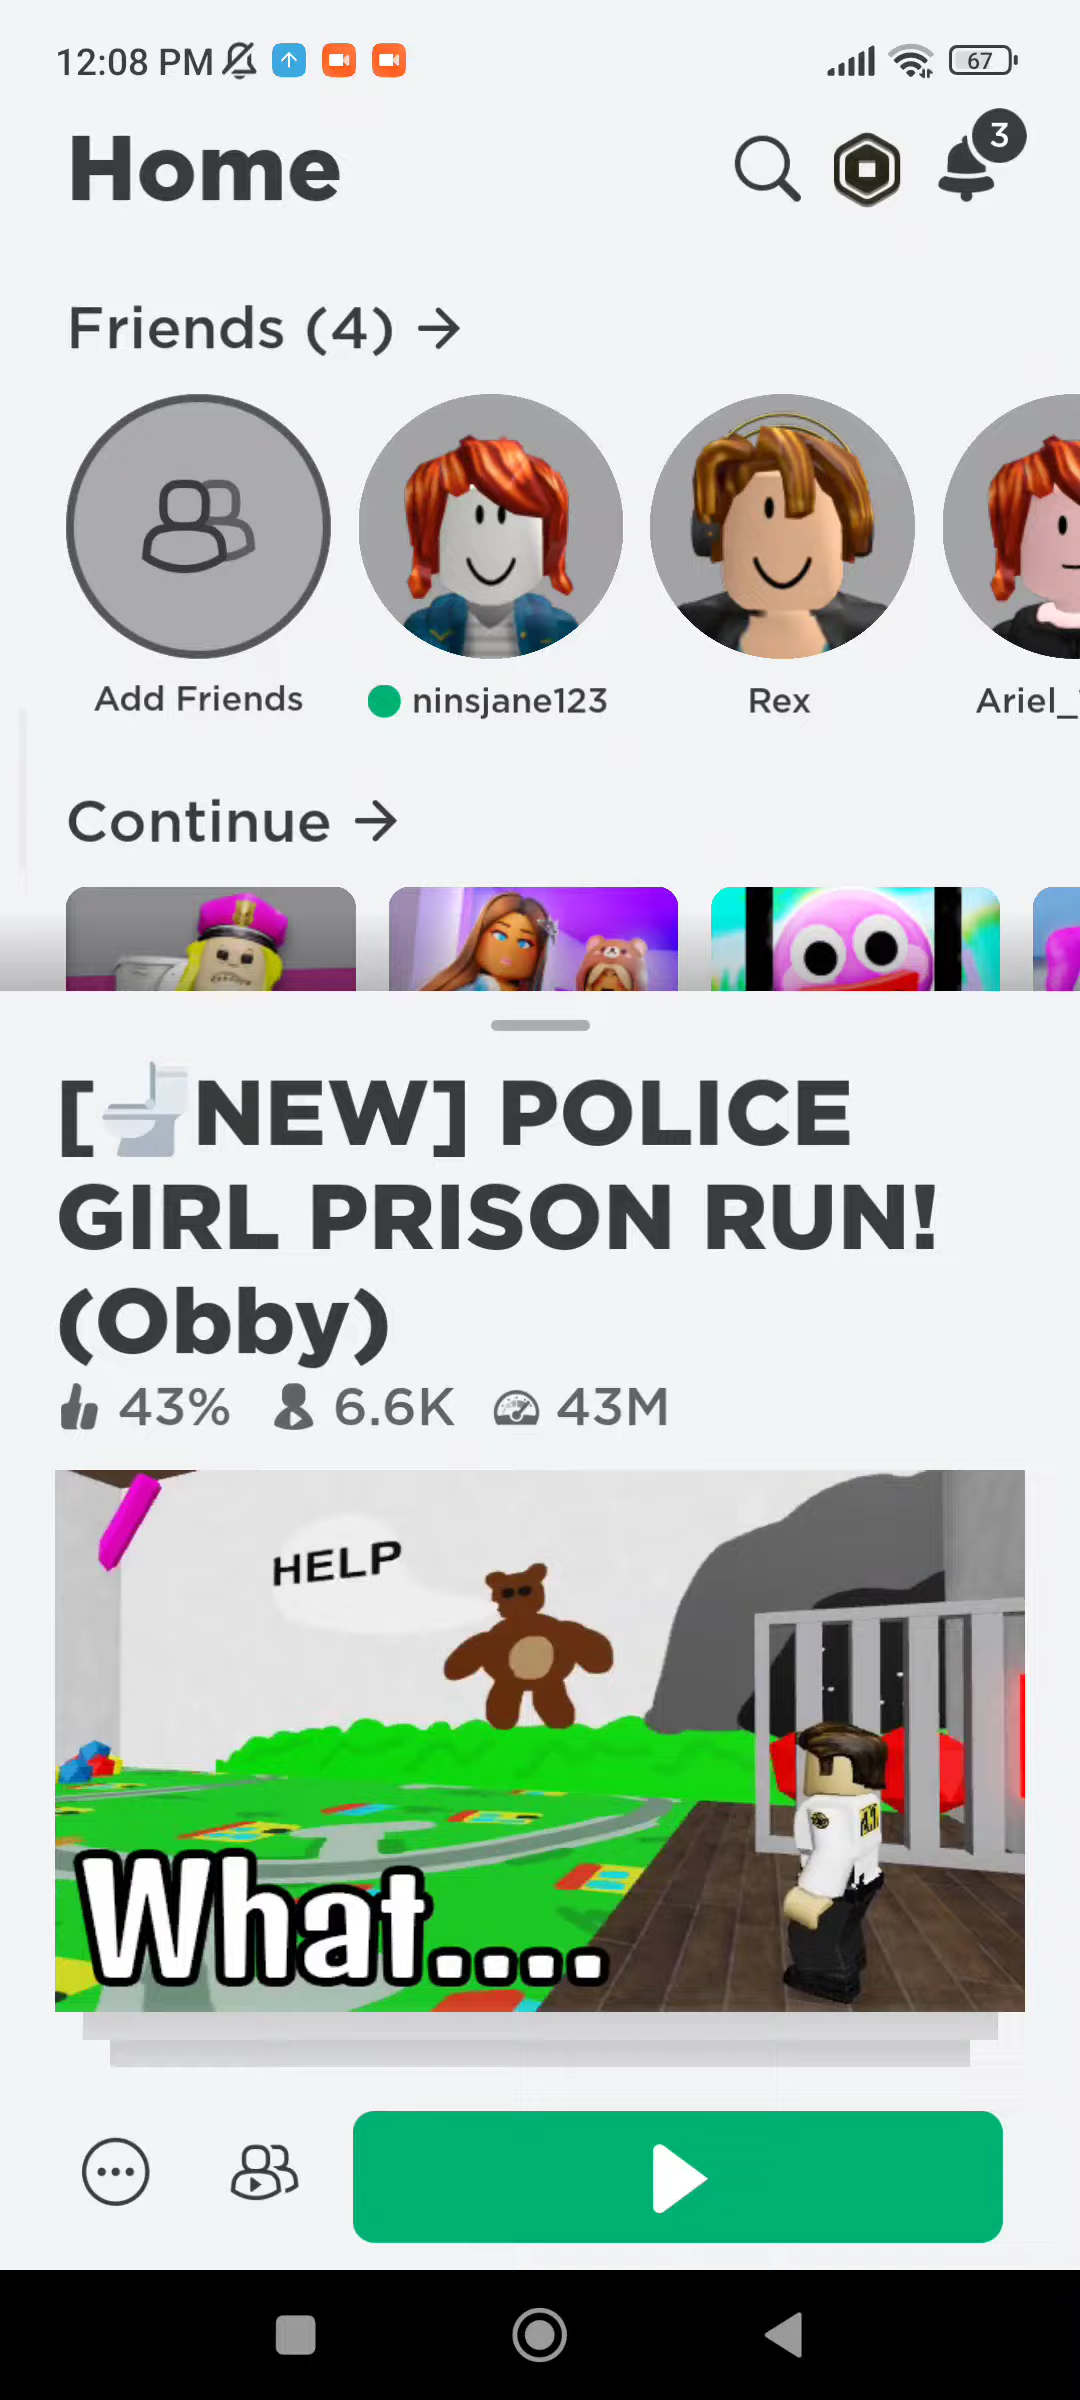 12:08 PM
67
Home
3
Friends (4)
Add Friends
ninsjane123
Rex
Ariel_
Continue
[🚽NEW] POLICE
GIRL PRISON RUN!
(Obby)
43% 6.6K 43M
HELP
What....